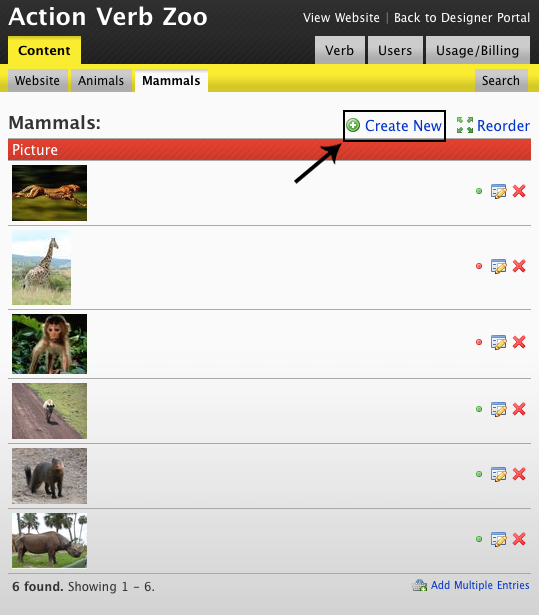 Action Verb Zoo
View Website | Back to Designer Portal
Content Verb Users Usage/Billing
Website Animals Mammals Search
Mammals: Create New Reorder
Picture
6 found. Showing 1 - 6. Add Multiple Entries